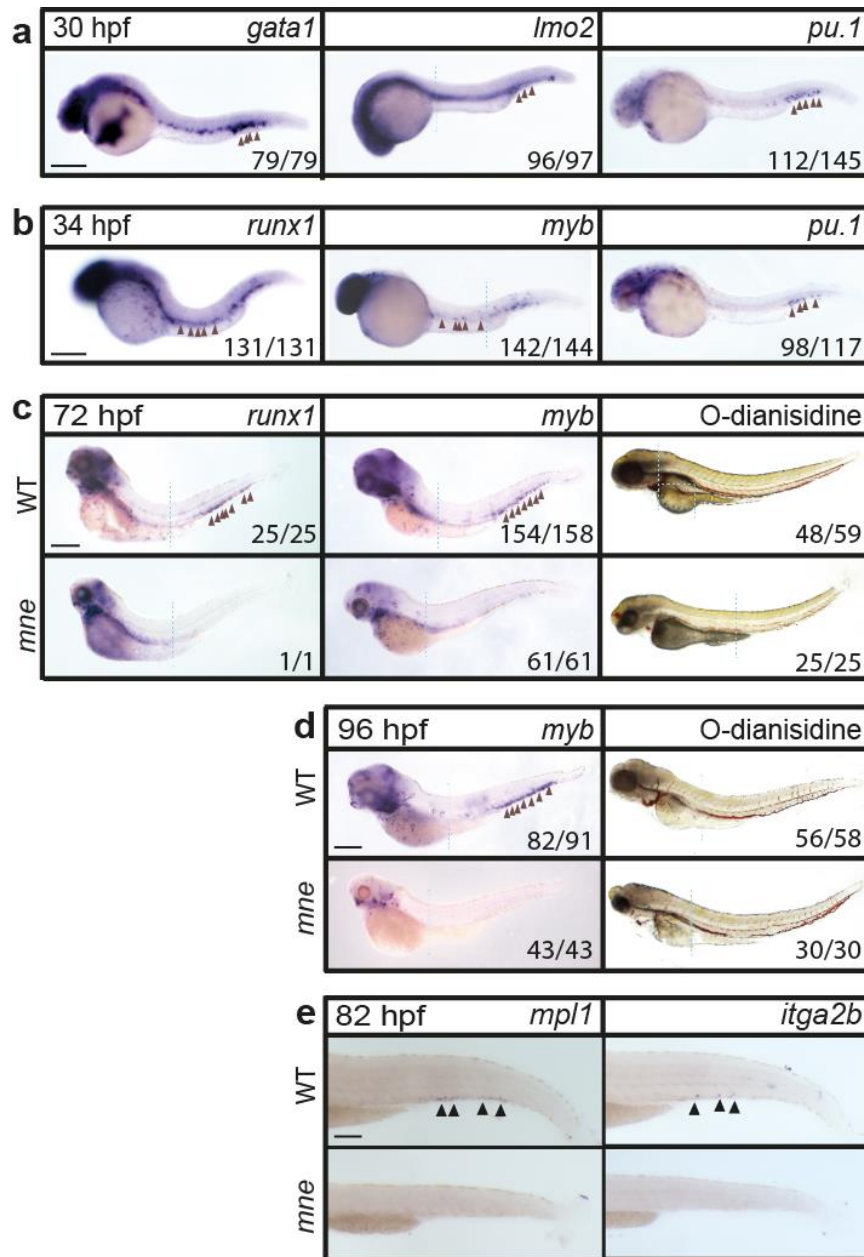 a 30 hpf gata1 lmo2 pu.1
79/79 96/97 112/145
b 34 hpf runx1 myb pu.1
131/131 142/144 98/117
c 72 hpf runx1 myb O-dianisidine
WT
25/25 154/158 48/59
mne
1/1 61/61 25/25
d 96 hpf myb O-dianisidine
WT
82/91 56/58
mne
43/43 30/30
e 82 hpf mpl1 itga2b
WT
mne